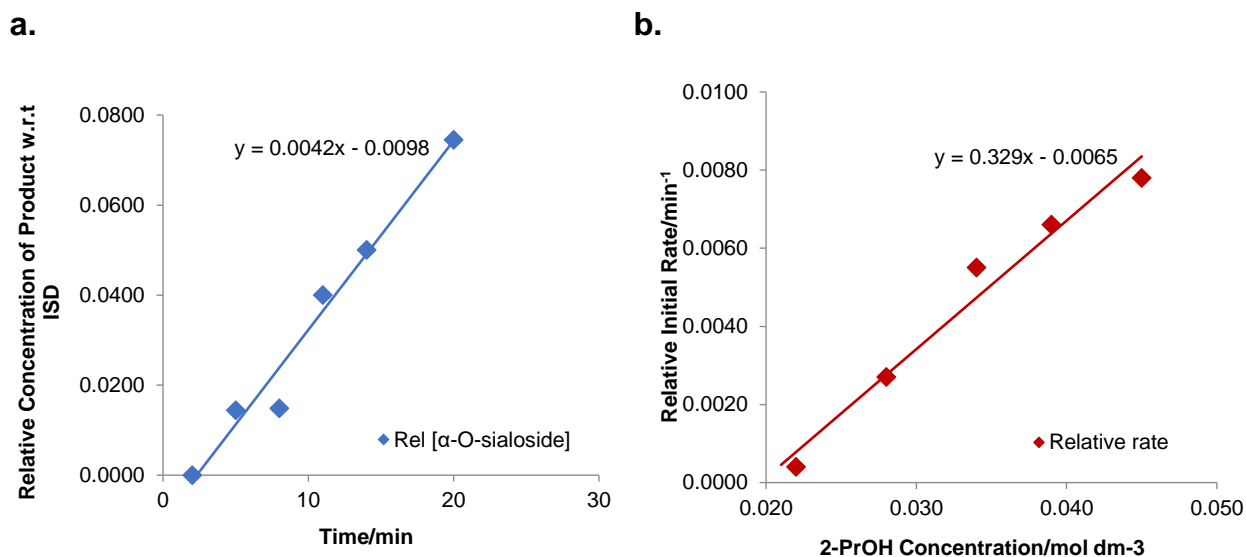 a.
Relative Concentration of Product w.r.t
ISD
0.0800
0.0600
0.0400
0.0200
0.0000
y = 0.0042x - 0.0098
Rel [α-O-sialoside]
0
10
20
30
Time/min
b.
Relative Initial Rate/min⁻¹
0.0100
0.0080
0.0060
0.0040
0.0020
0.0000
y = 0.329x - 0.0065
Relative rate
0.020
0.030
0.040
0.050
2-PrOH Concentration/mol dm-3